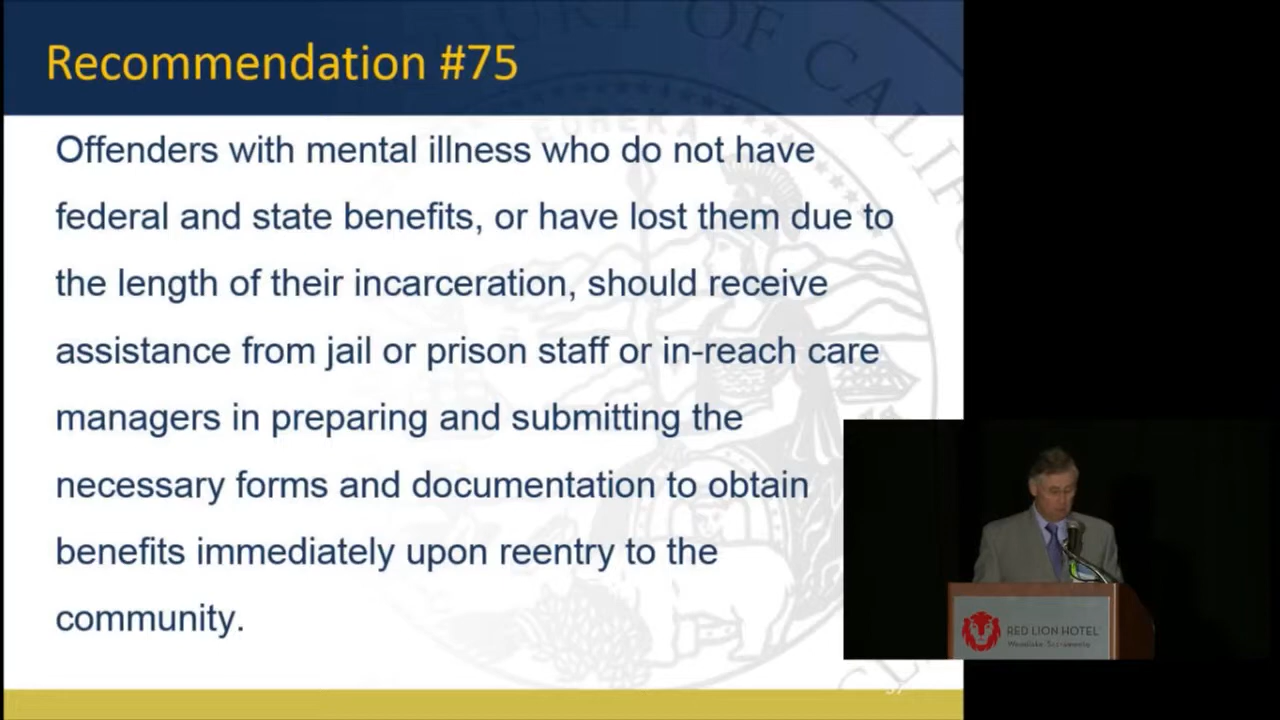 Recommendation #75
Offenders with mental illness who do not have
federal and state benefits, or have lost them due to
the length of their incarceration, should receive
assistance from jail or prison staff or in-reach care
managers in preparing and submitting the
necessary forms and documentation to obtain
benefits immediately upon reentry to the
community.
EUREKA
RED LION HOTEL